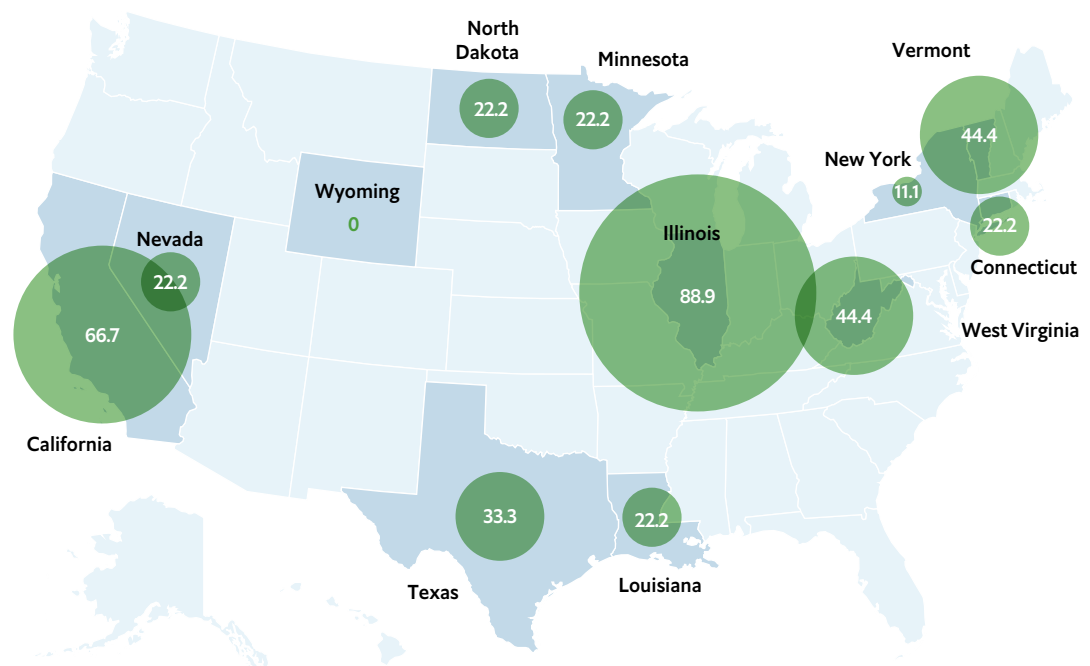 North
Dakota
22.2
Minnesota
22.2
Vermont
44.4
New York
11.1
22.2
Connecticut
Wyoming
0
Nevada
22.2
66.7
California
Illinois
88.9
44.4
West Virginia
33.3
Texas
22.2
Louisiana